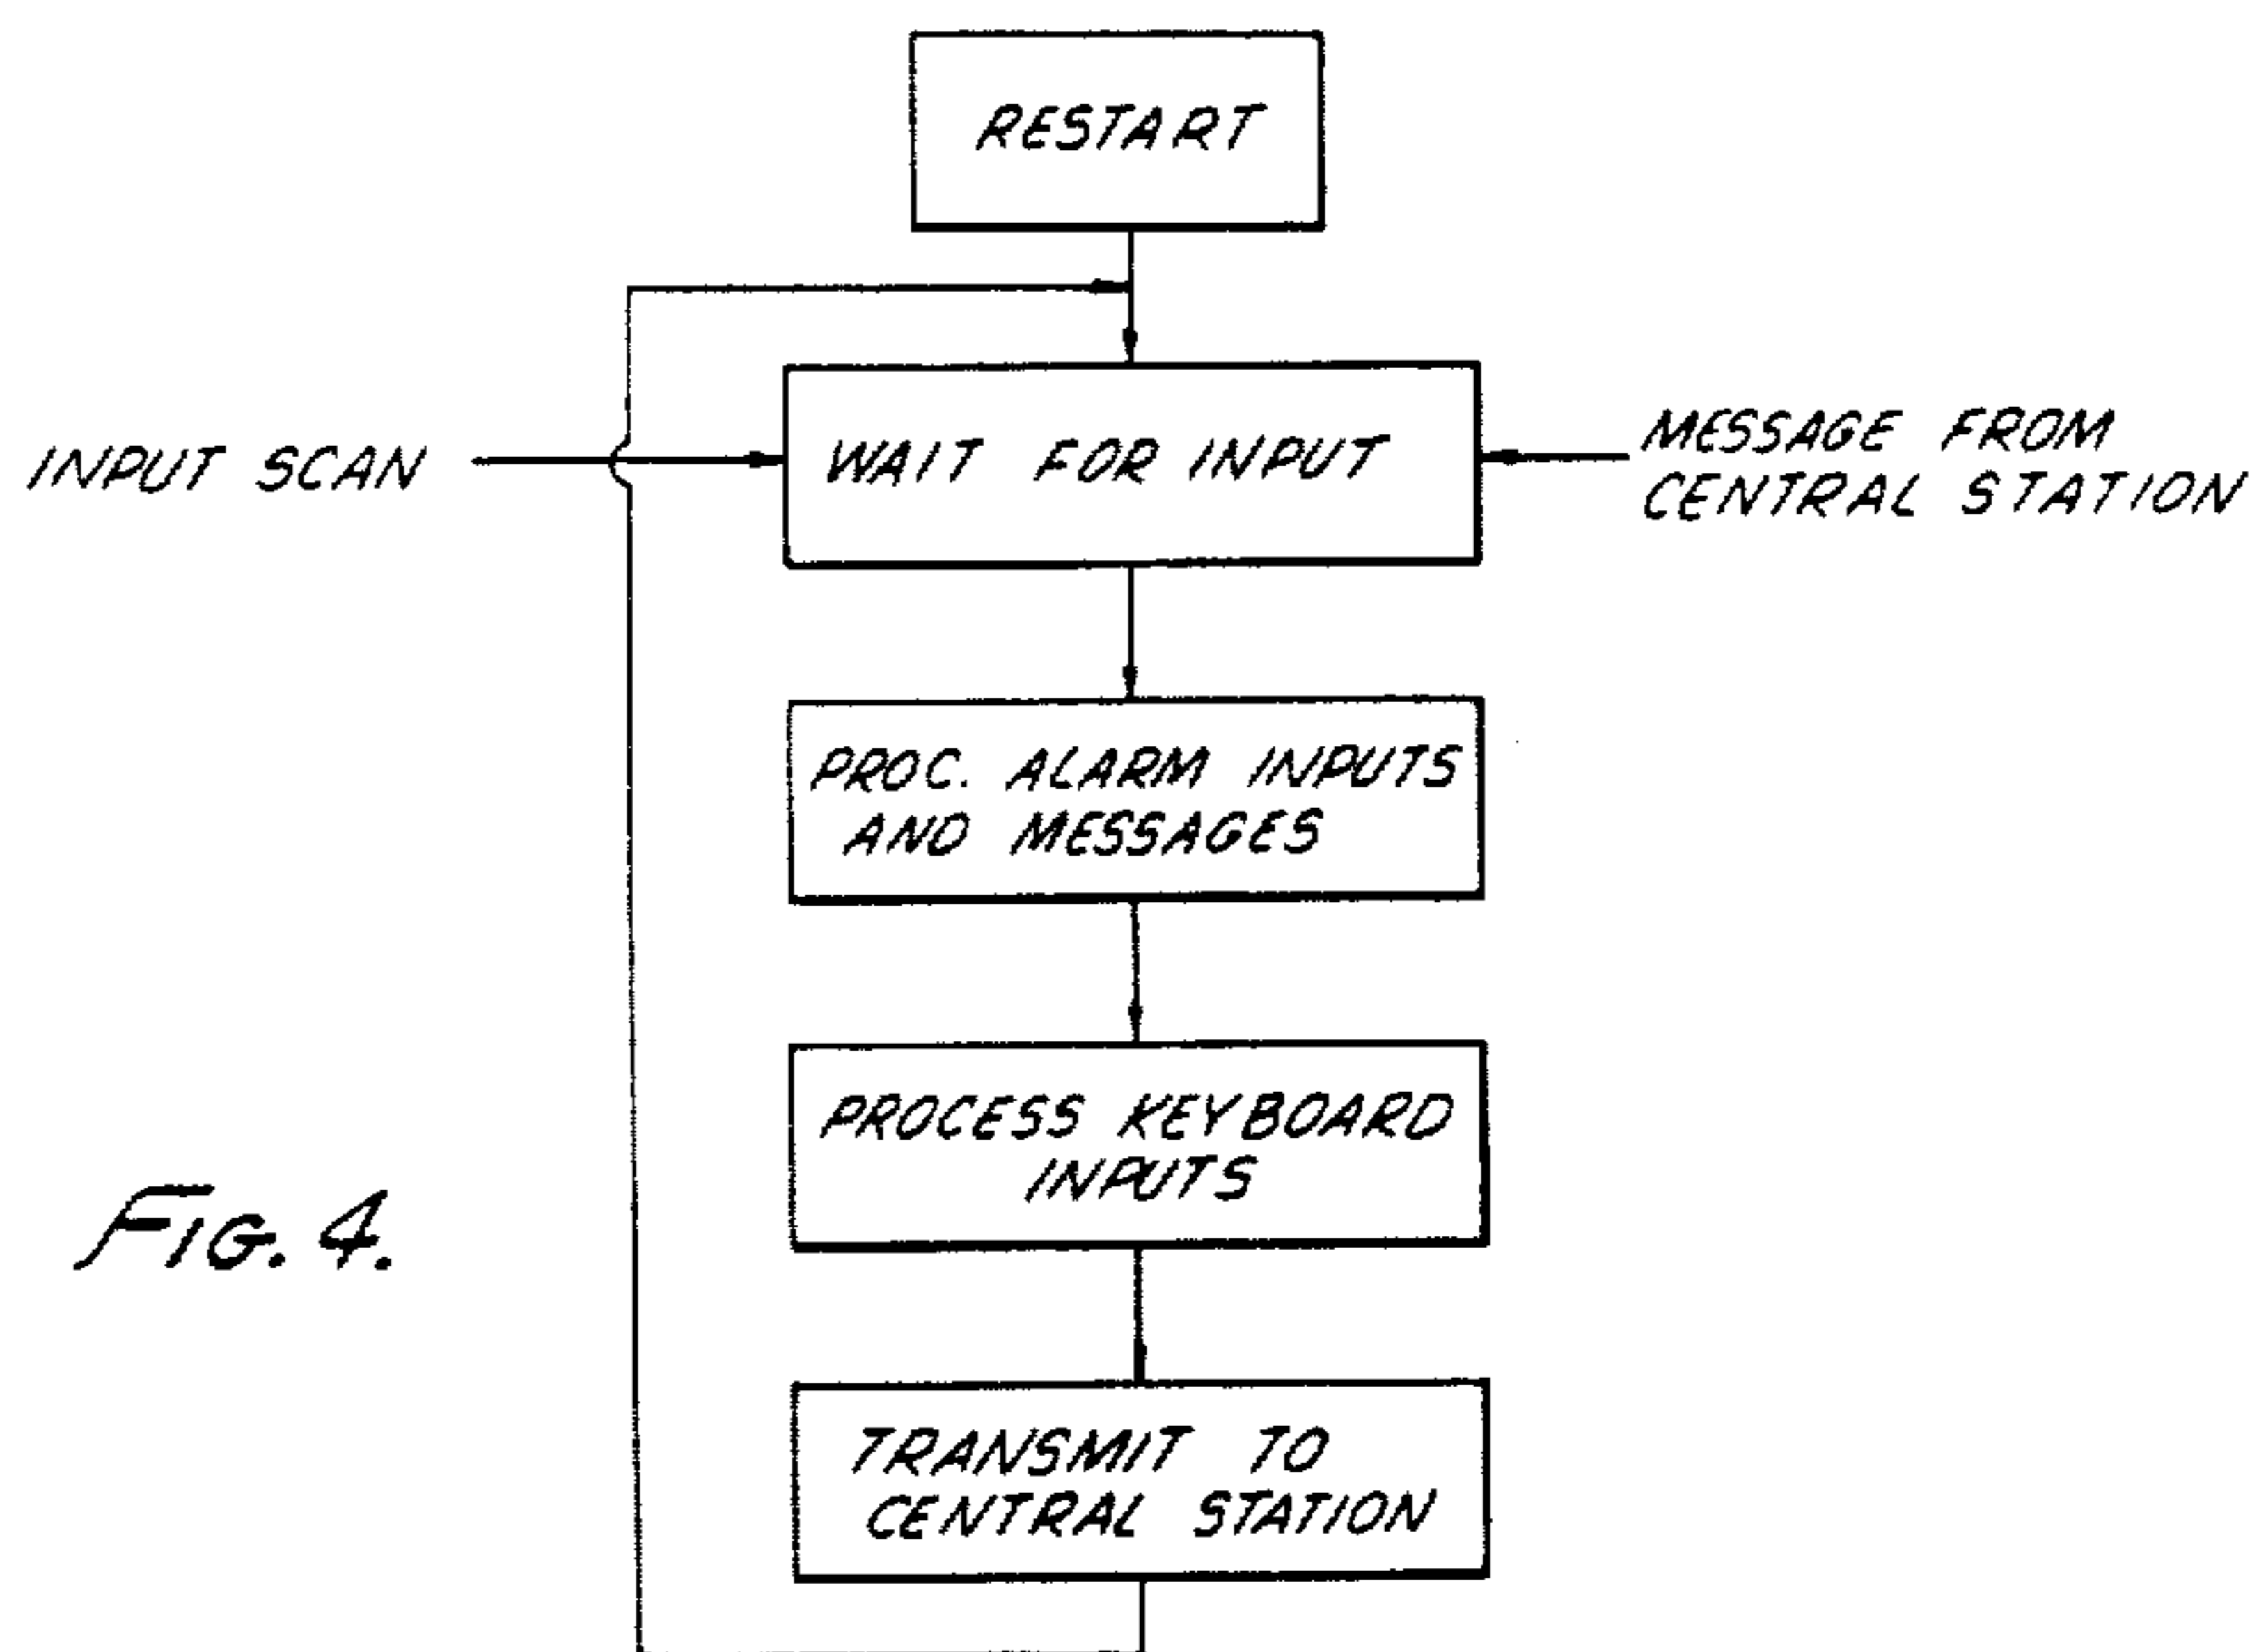 RESTART
INPUT SCAN
WAIT FOR INPUT
MESSAGE FROM
CENTRAL STATION
PROC. ALARM INPUTS
AND MESSAGES
PROCESS KEYBOARD
INPUTS
FIG. 4.
TRANSMIT TO
CENTRAL STATION